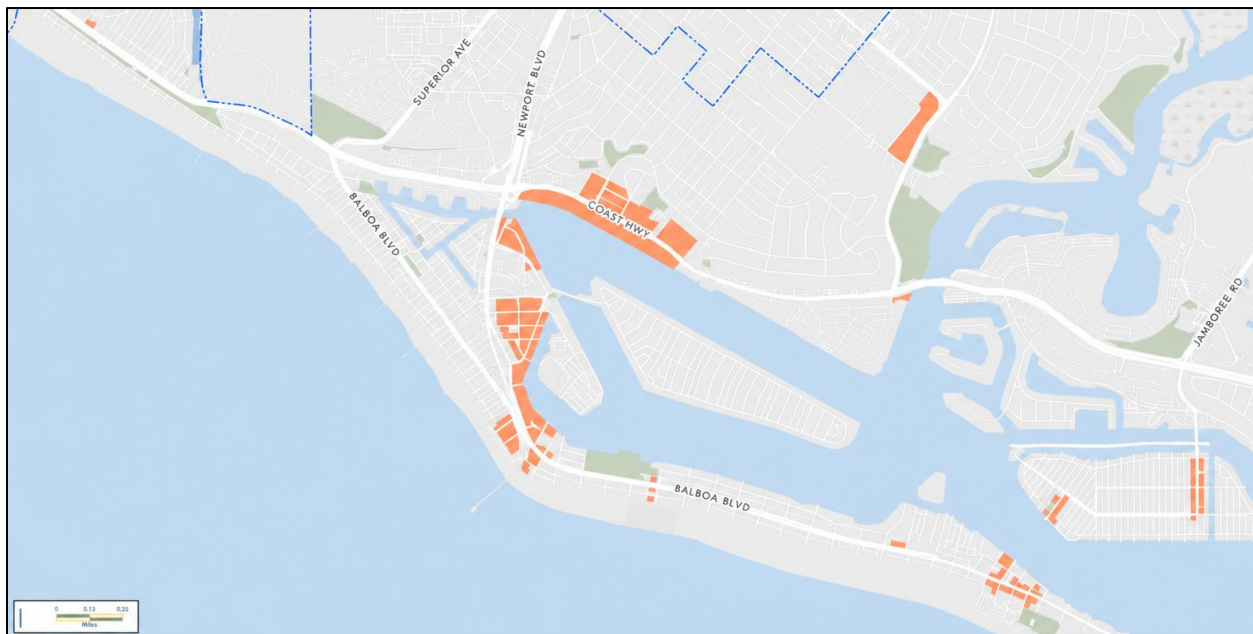 SUPERIOR AVE
NEWPORT BLVD
BALBOA BLVD
COAST HWY
JAMBOREE RD
BALBOA BLVD
0 0.13 0.25
Miles